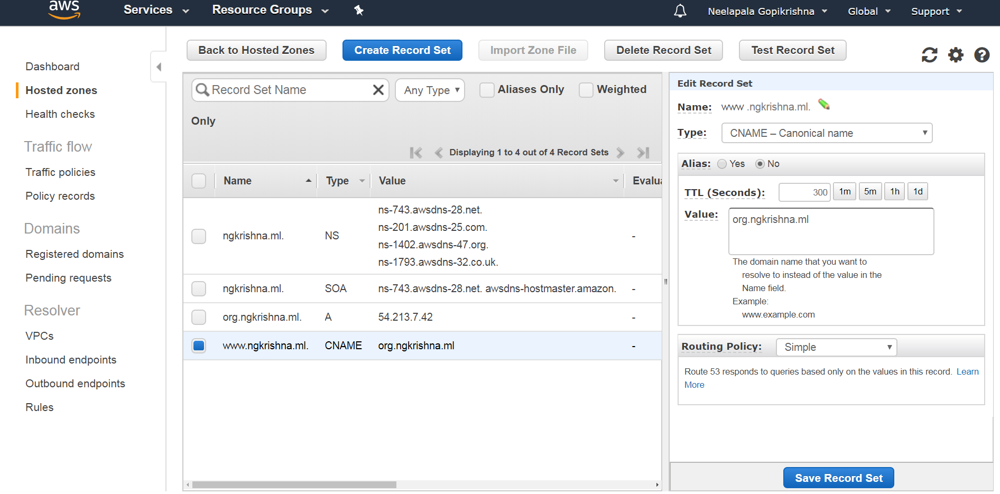 aws
Services
Resource Groups
Neelapala Gopikrishna
Global
Support
Dashboard
Hosted zones
Health checks
Traffic flow
Traffic policies
Policy records
Domains
Registered domains
Pending requests
Resolver
VPCs
Inbound endpoints
Outbound endpoints
Rules
Back to Hosted Zones
Create Record Set
Import Zone File
Delete Record Set
Test Record Set
Record Set Name
Any Type
Aliases Only
Weighted
Only
Displaying 1 to 4 out of 4 Record Sets
Name Type Value Evalua
ngkrishna.ml. NS
ns-743.awsdns-28.net.
ns-201.awsdns-25.com.
ns-1402.awsdns-47.org.
ns-1793.awsdns-32.co.uk.
-
ngkrishna.ml. SOA ns-743.awsdns-28.net. awsdns-hostmaster.amazon. -
org.ngkrishna.ml. A 54.213.7.42 -
www.ngkrishna.ml. CNAME org.ngkrishna.ml -
Edit Record Set
Name: www .ngkrishna.ml.
Type: CNAME – Canonical name
Alias: Yes No
TTL (Seconds): 300 1m 5m 1h 1d
Value: org.ngkrishna.ml
The domain name that you want to
resolve to instead of the value in the
Name field.
Example:
www.example.com
Routing Policy: Simple
Route 53 responds to queries based only on the values in this record. Learn
More
Save Record Set